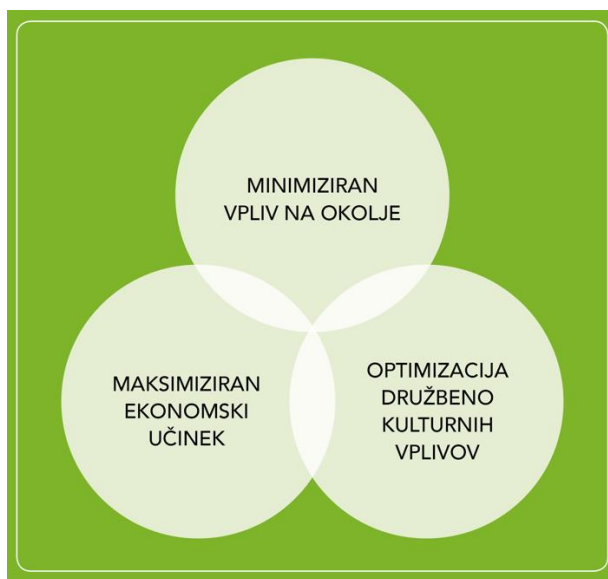 MINIMIZIRAN
VPLIV NA OKOLJE
MAKSIMIZIRAN
EKONOMSKI
UČINEK
OPTIMIZACIJA
DRUŽBENO
KULTURNIH
VPLIVOV